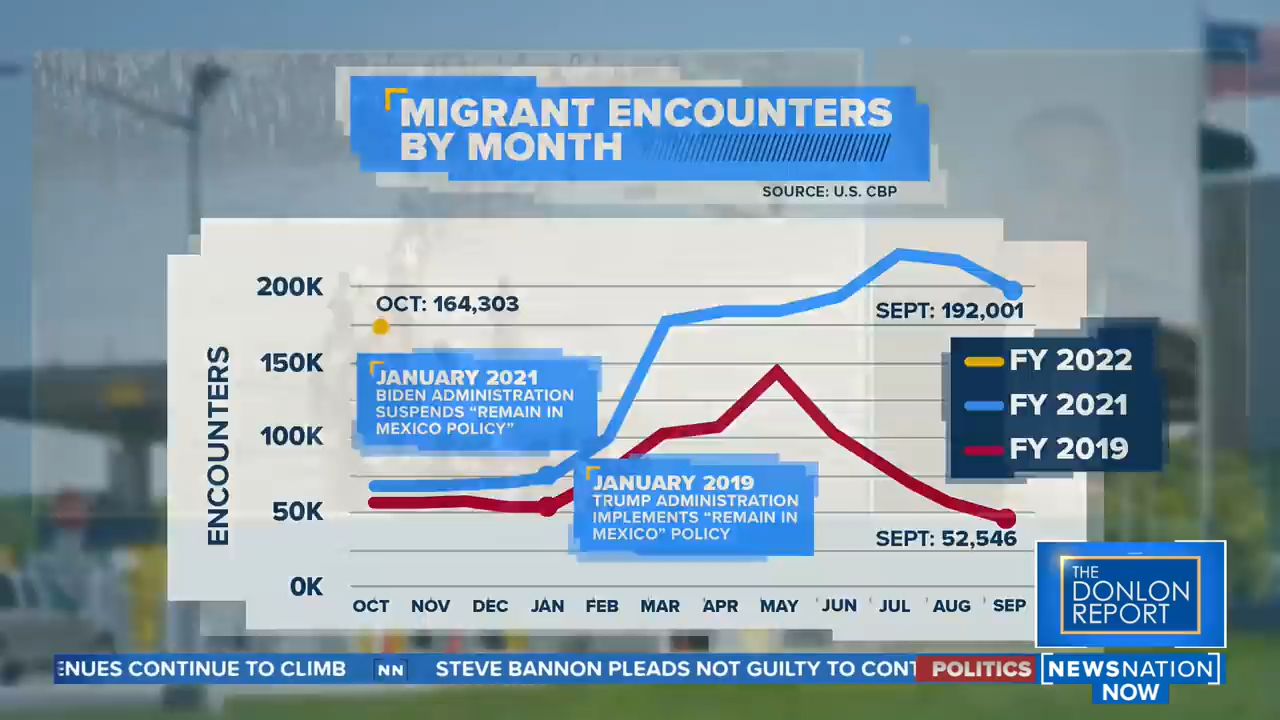 MIGRANT ENCOUNTERS
BY MONTH
SOURCE: U.S. CBP
200K
150K
100K
50K
0K
ENCOUNTERS
OCT: 164,303
JANUARY 2021
BIDEN ADMINISTRATION
SUSPENDS “REMAIN IN
MEXICO POLICY”
JANUARY 2019
TRUMP ADMINISTRATION
IMPLEMENTS “REMAIN IN
MEXICO” POLICY
SEPT: 192,001
SEPT: 52,546
FY 2022
FY 2021
FY 2019
OCT NOV DEC JAN FEB MAR APR MAY JUN JUL AUG SEP
THE
DONLON
REPORT
ENUES CONTINUE TO CLIMB NN STEVE BANNON PLEADS NOT GUILTY TO CONT POLITICS
NEWSNATION
NOW